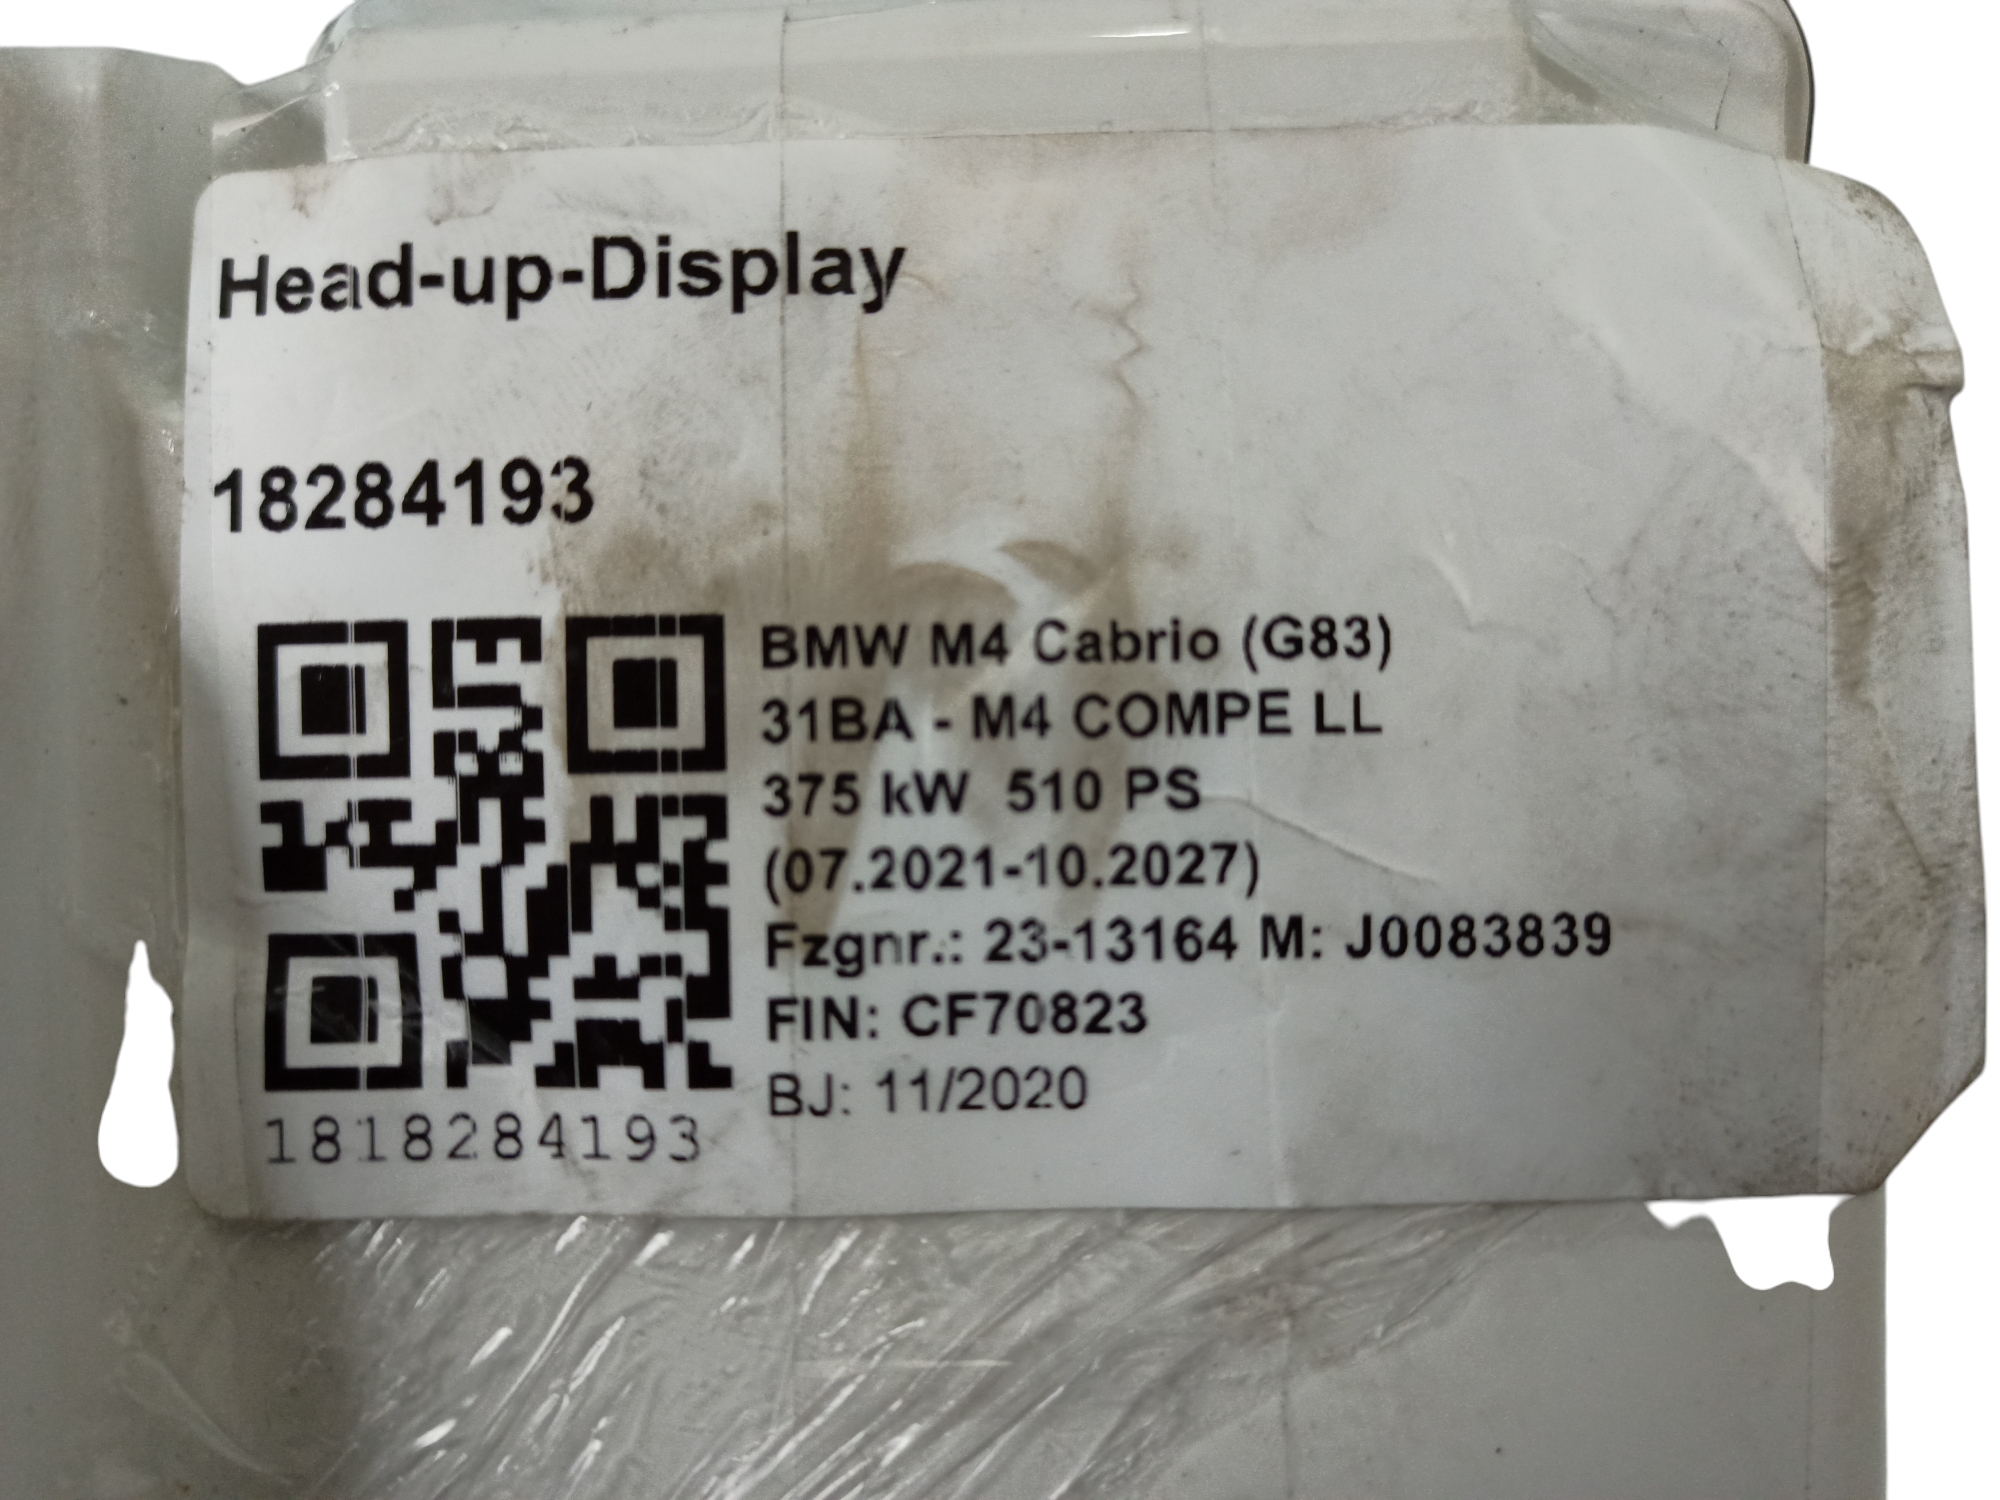 Head-up-Display
18284193
BMW M4 Cabrio (G83)
31BA - M4 COMPE LL
375 kW 510 PS
(07.2021-10.2027)
Fzgnr.: 23-13164 M: J0083839
FIN: CF70823
BJ: 11/2020
1818284193